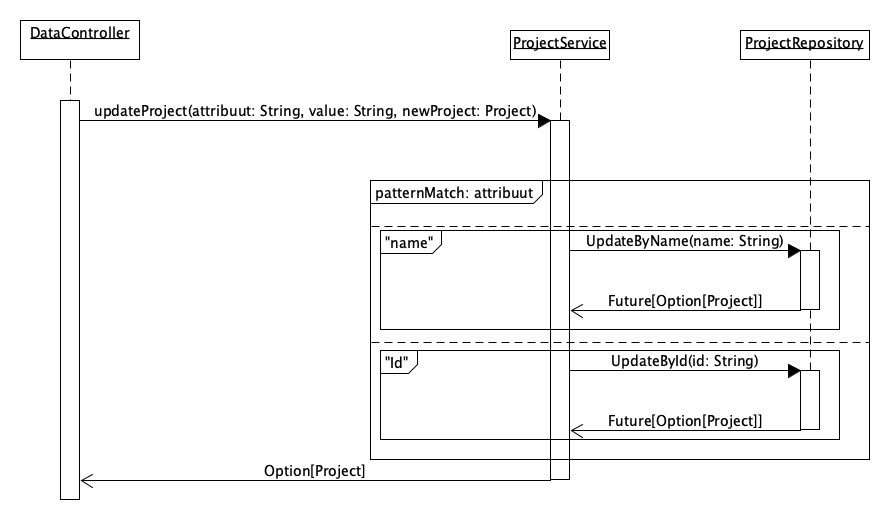 DataController
ProjectService
ProjectRepository
updateProject(attribuut: String, value: String, newProject: Project)
patternMatch: attribuut
"name"
UpdateByName(name: String)
Future[Option[Project]]
"Id"
UpdateById(id: String)
Future[Option[Project]]
Option[Project]